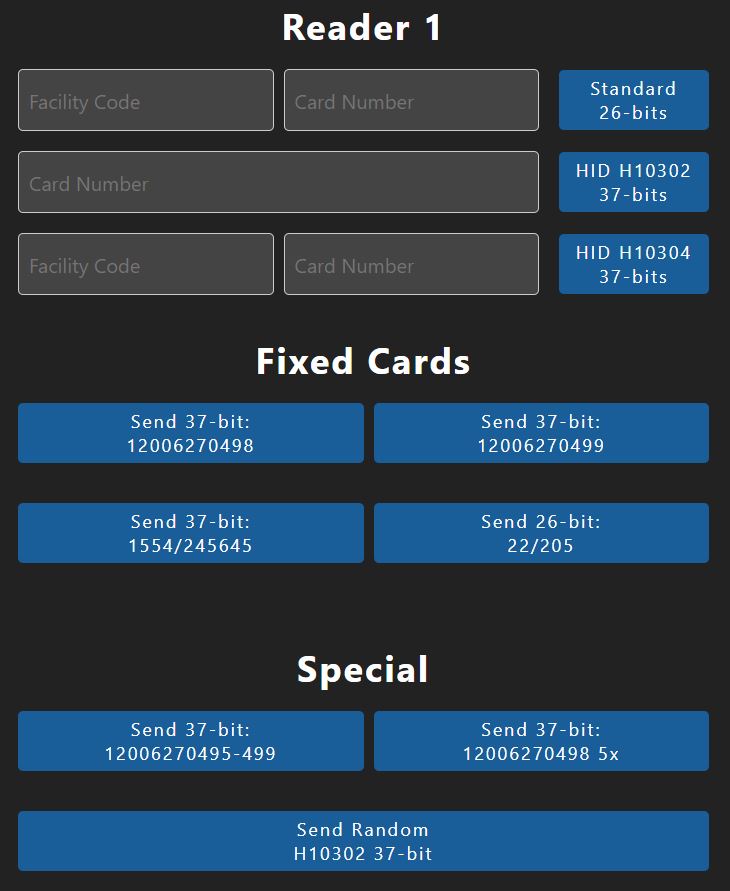 Reader 1
Facility Code
Card Number
Standard
26-bits
Card Number
HID H10302
37-bits
Facility Code
Card Number
HID H10304
37-bits
Fixed Cards
Send 37-bit:
12006270498
Send 37-bit:
12006270499
Send 37-bit:
1554/245645
Send 26-bit:
22/205
Special
Send 37-bit:
12006270495-499
Send 37-bit:
12006270498 5x
Send Random
H10302 37-bit